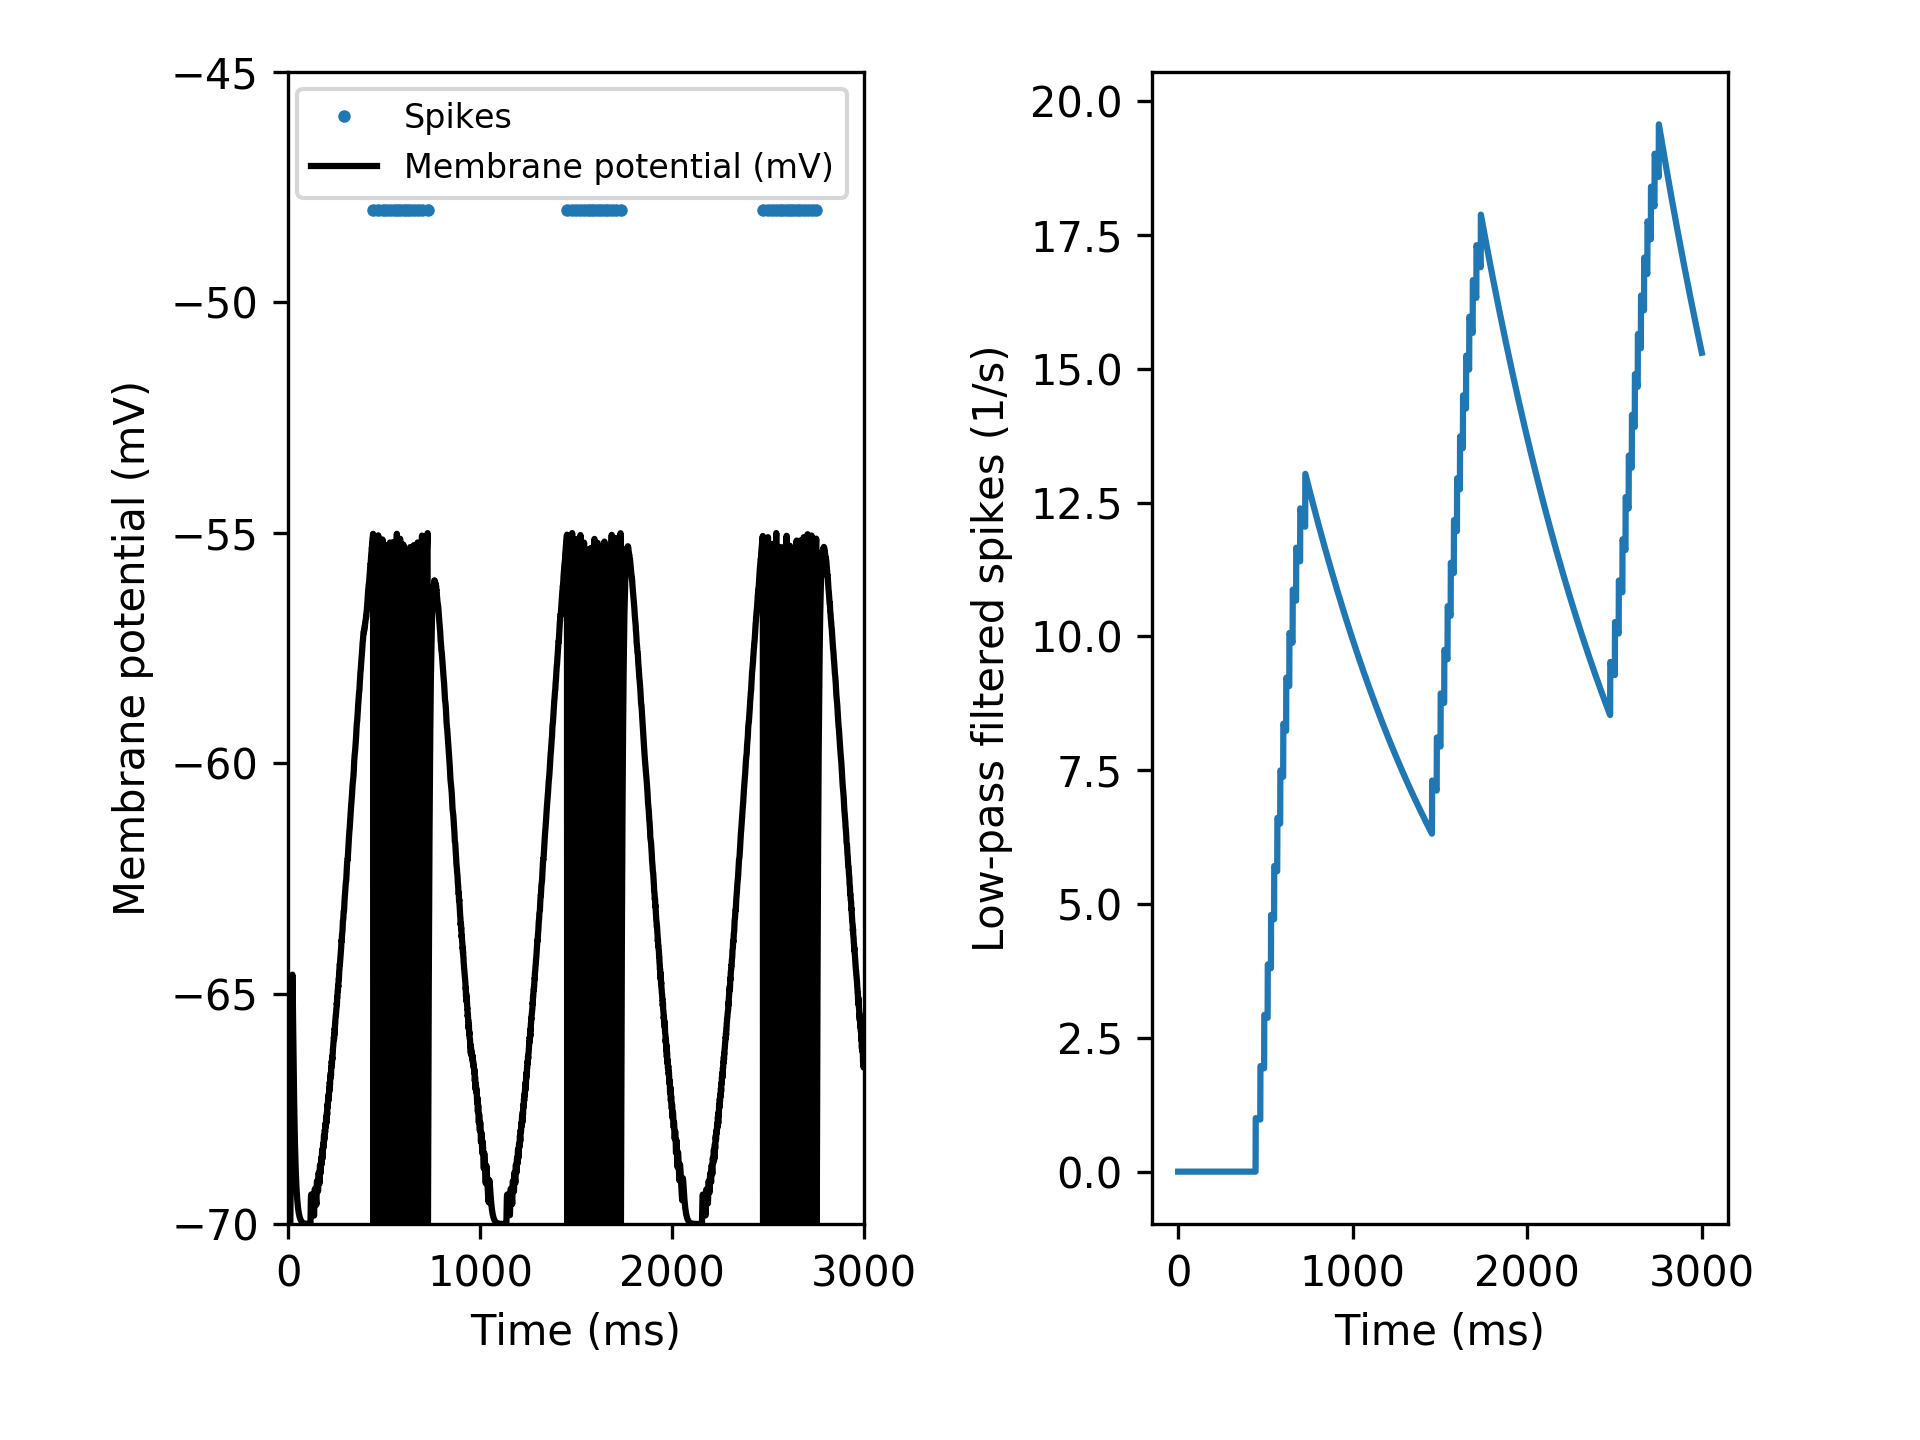 −45
Spikes
Membrane potential (mV)
−50
−55
−60
−65
−70
Membrane potential (mV)
0 1000 2000 3000
Time (ms)
20.0
17.5
15.0
12.5
10.0
7.5
5.0
2.5
0.0
Low-pass filtered spikes (1/s)
0 1000 2000 3000
Time (ms)